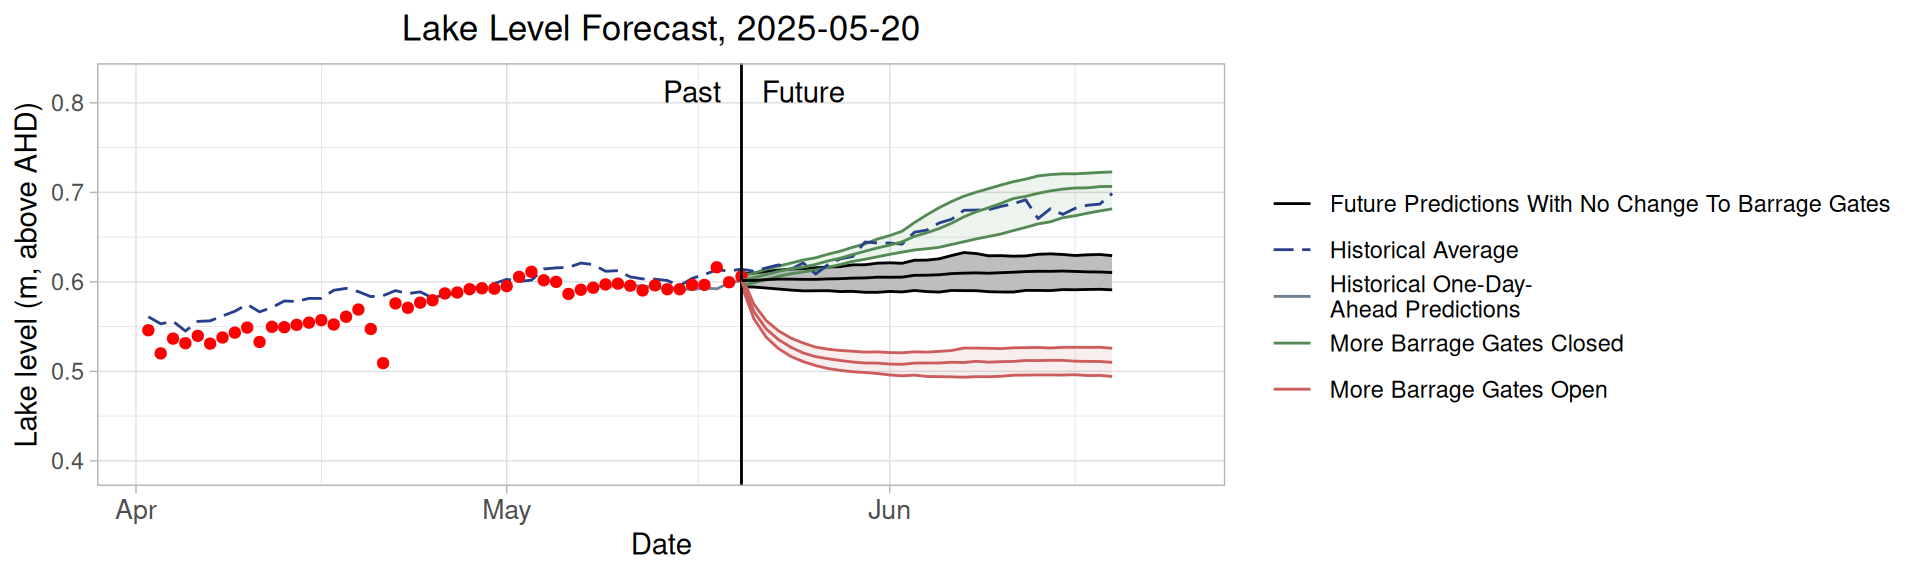 Lake Level Forecast, 2025-05-20
Past
Future
Lake level (m, above AHD)
0.8
0.7
0.6
0.5
0.4
Apr
May
Jun
Date
Future Predictions With No Change To Barrage Gates
Historical Average
Historical One-Day-
Ahead Predictions
More Barrage Gates Closed
More Barrage Gates Open